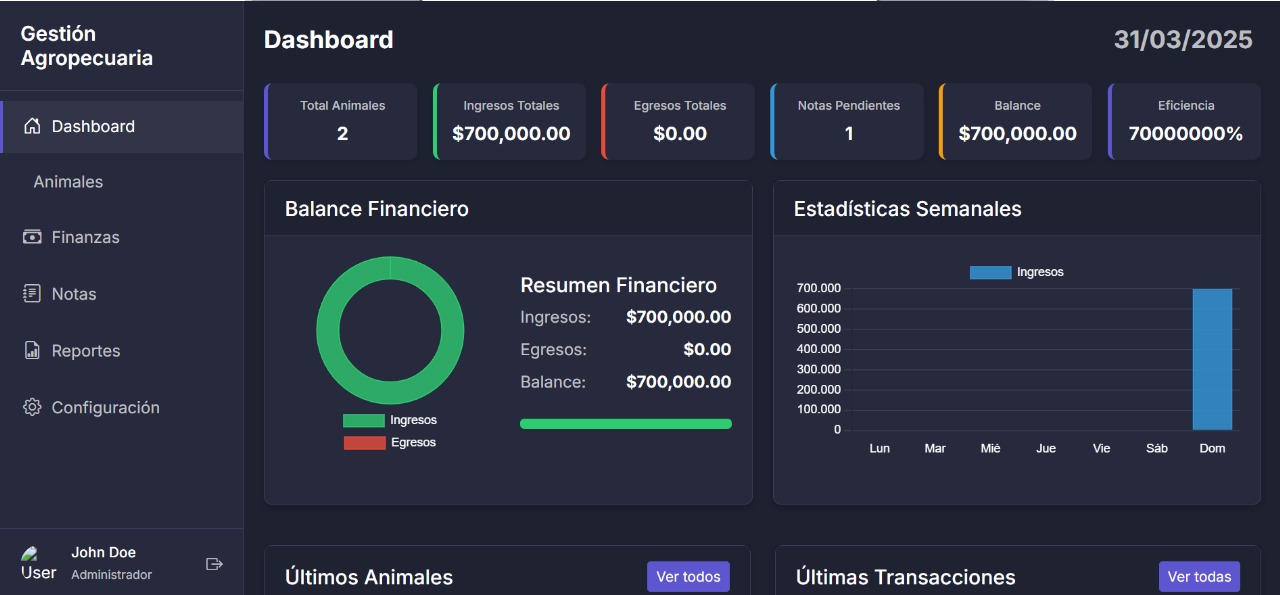 Gestión
Agropecuaria
Dashboard
Animales
Finanzas
Notas
Reportes
Configuración
User
John Doe
Administrador
Dashboard
31/03/2025
Total Animales
2
Ingresos Totales
$700,000.00
Egresos Totales
$0.00
Notas Pendientes
1
Balance
$700,000.00
Eficiencia
70000000%
Balance Financiero
Ingresos
Egresos
Resumen Financiero
Ingresos: $700,000.00
Egresos: $0.00
Balance: $700,000.00
Estadísticas Semanales
Ingresos
700.000
600.000
500.000
400.000
300.000
200.000
100.000
0
Lun Mar Mié Jue Vie Sáb Dom
Últimos Animales
Ver todos
Últimas Transacciones
Ver todas